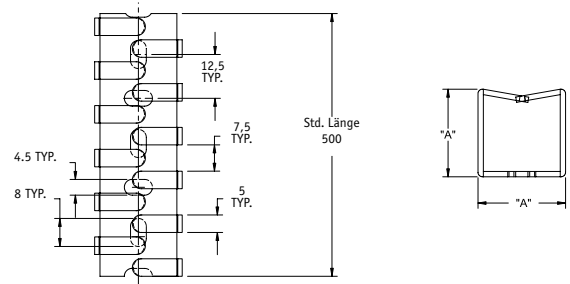 12,5
TYP.
7,5
TYP.
Std. Länge
500
4.5 TYP.
8 TYP.
5
TYP.
"A"
"A"